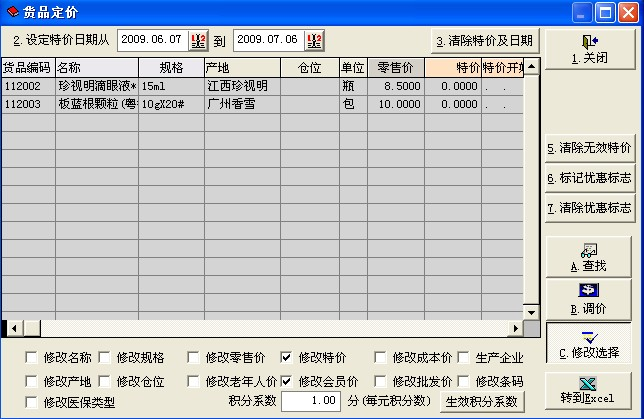 货品定价
2. 设定特价日期从 2009.06.07 到 2009.07.06 3. 清除特价及日期
1. 关闭
货品编码 名称 规格 产地 仓位 单位 零售价 特价 特价开始
112002 珍视明滴眼液* 15ml 江西珍视明 瓶 8.5000 0.0000 . .
112003 板蓝根颗粒(粤 10gX20# 广州香雪 包 10.0000 0.0000 . .
5. 清除无效特价
6. 标记优惠标志
7. 清除优惠标志
A. 查找
B. 调价
C. 修改选择
修改名称 修改规格 修改零售价 修改特价 修改成本价 生产企业
修改产地 修改仓位 修改老年人价 修改会员价 修改批发价 修改条码
修改医保类型 积分系数 1.00 分(每元积分数) 生效积分系数
转到Excel